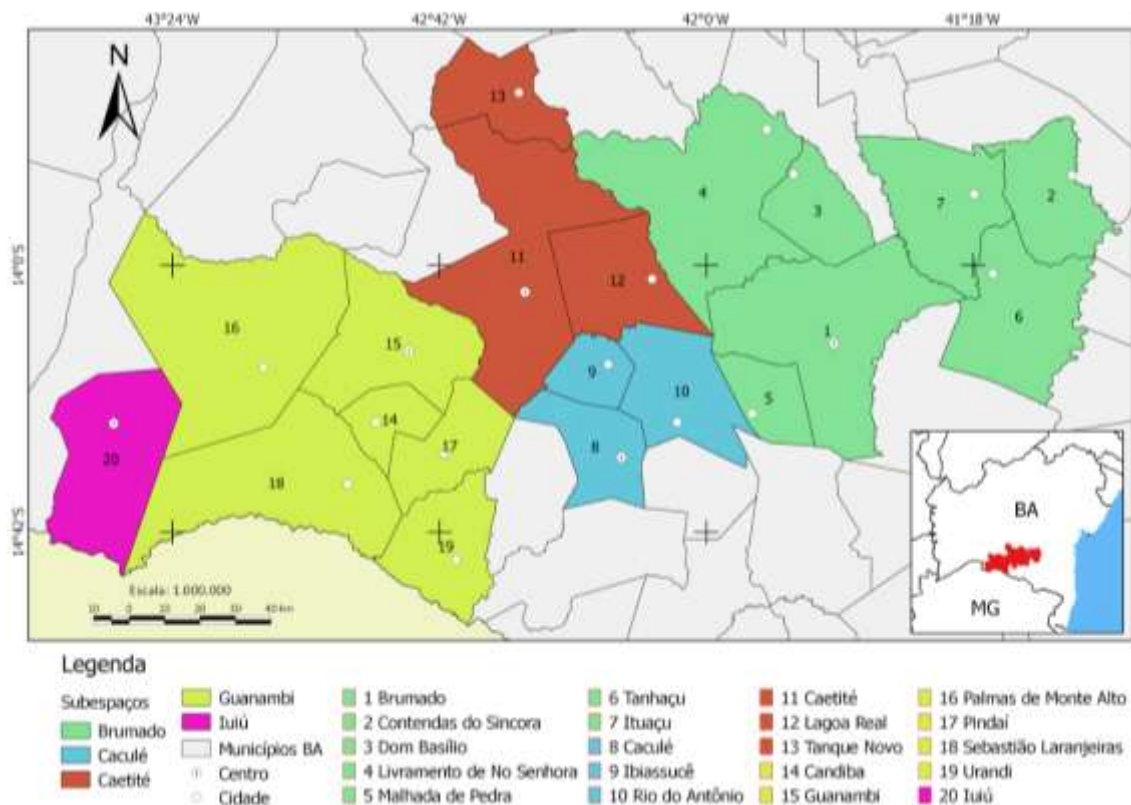 43°24'W 42°42'W 42°0'W 41°18'W
N
13
4
3
7
2
14°0'S
11
12
16
1
6
15
9
10
5
14
20
17
8
18
14°42'S
19
BA
MG
Escala: 1.000.000
10 0 10 20 30 40 km
Legenda
Subespaços
Brumado
Caculé
Caetité
Guanambi
Iuiú
Municípios BA
Centro
Cidade
1 Brumado
2 Contendas do Sincora
3 Dom Basílio
4 Livramento de No Senhora
5 Malhada de Pedra
6 Tanhaçu
7 Ituaçu
8 Caculé
9 Ibiassucê
10 Rio do Antônio
11 Caetité
12 Lagoa Real
13 Tanque Novo
14 Candiba
15 Guanambi
16 Palmas de Monte Alto
17 Pindaí
18 Sebastião Laranjeiras
19 Urandi
20 Iuiú